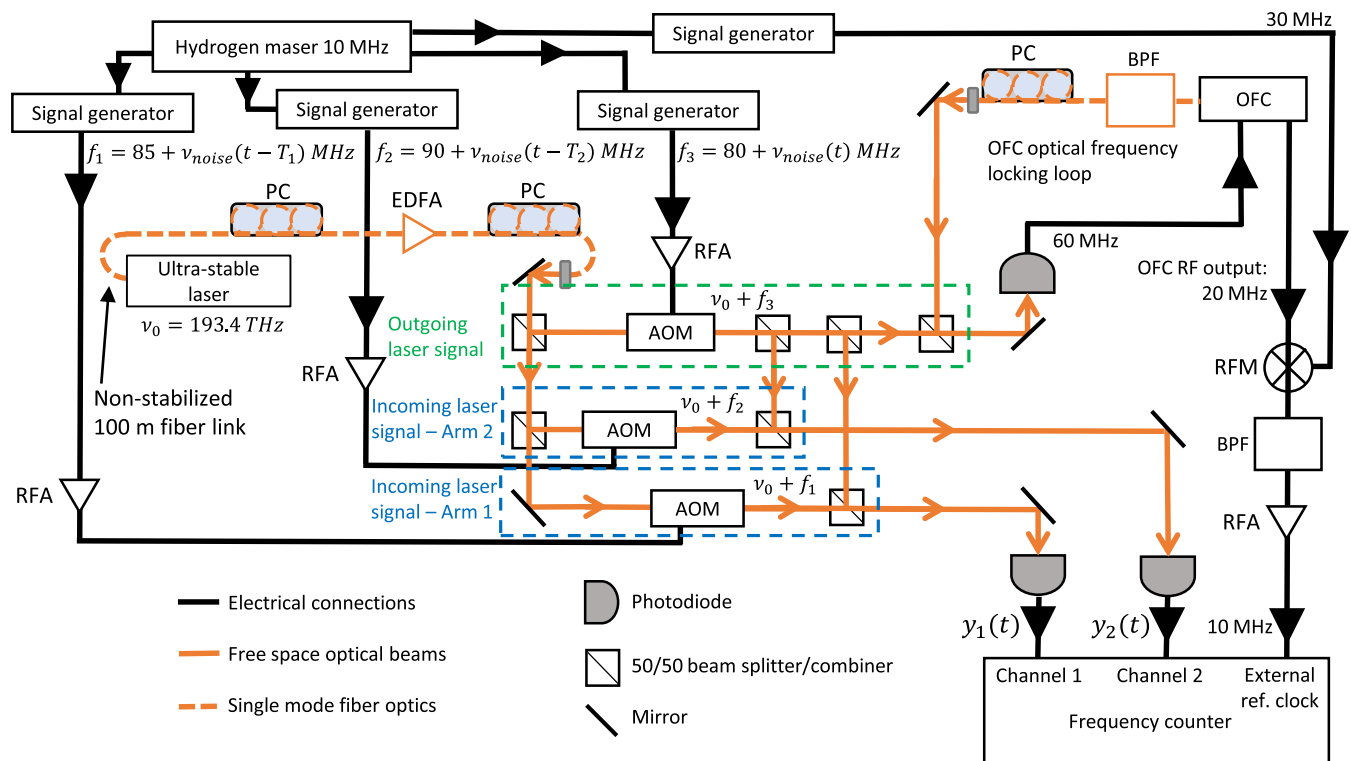 30 MHz
Hydrogen maser 10 MHz
Signal generator
PC
BPF
Signal generator
Signal generator
Signal generator
OFC
f₁ = 85 + ν_noise(t − T₁) MHz
f₂ = 90 + ν_noise(t − T₂) MHz
f₃ = 80 + ν_noise(t) MHz
OFC optical frequency
locking loop
PC
EDFA
PC
RFA
60 MHz
Ultra-stable
laser
OFC RF output:
20 MHz
ν₀ = 193.4 THz
ν₀ + f₃
Outgoing
laser signal
AOM
RFA
RFM
Non-stabilized
100 m fiber link
Incoming laser
signal – Arm 2
ν₀ + f₂
AOM
BPF
RFA
Incoming laser
signal – Arm 1
ν₀ + f₁
AOM
RFA
Electrical connections
Photodiode
y₁(t)
y₂(t)
10 MHz
Free space optical beams
50/50 beam splitter/combiner
Channel 1
Channel 2
External
ref. clock
Single mode fiber optics
Mirror
Frequency counter